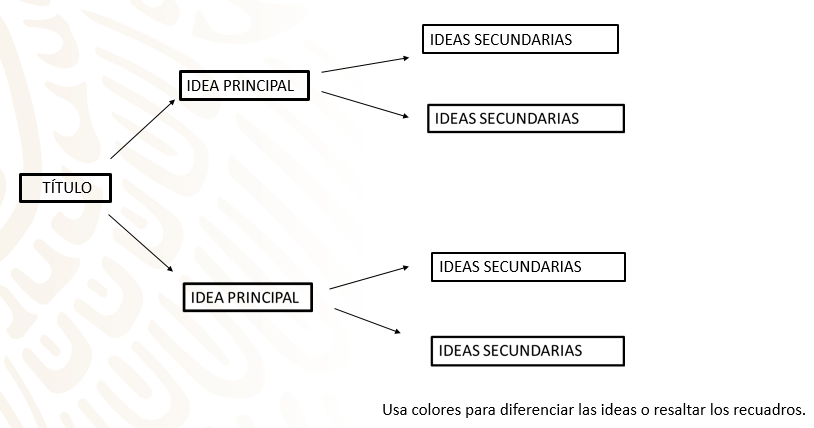 IDEAS SECUNDARIAS
IDEA PRINCIPAL
IDEAS SECUNDARIAS
TÍTULO
IDEAS SECUNDARIAS
IDEA PRINCIPAL
IDEAS SECUNDARIAS
Usa colores para diferenciar las ideas o resaltar los recuadros.